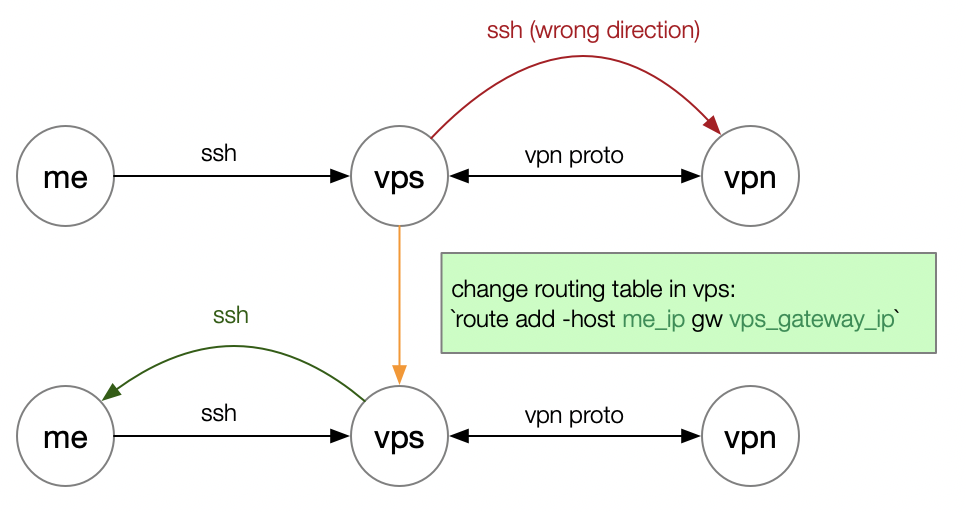 ssh (wrong direction)
ssh
vpn proto
me
vps
vpn
change routing table in vps:
`route add -host me_ip gw vps_gateway_ip`
ssh
ssh
vpn proto
me
vps
vpn